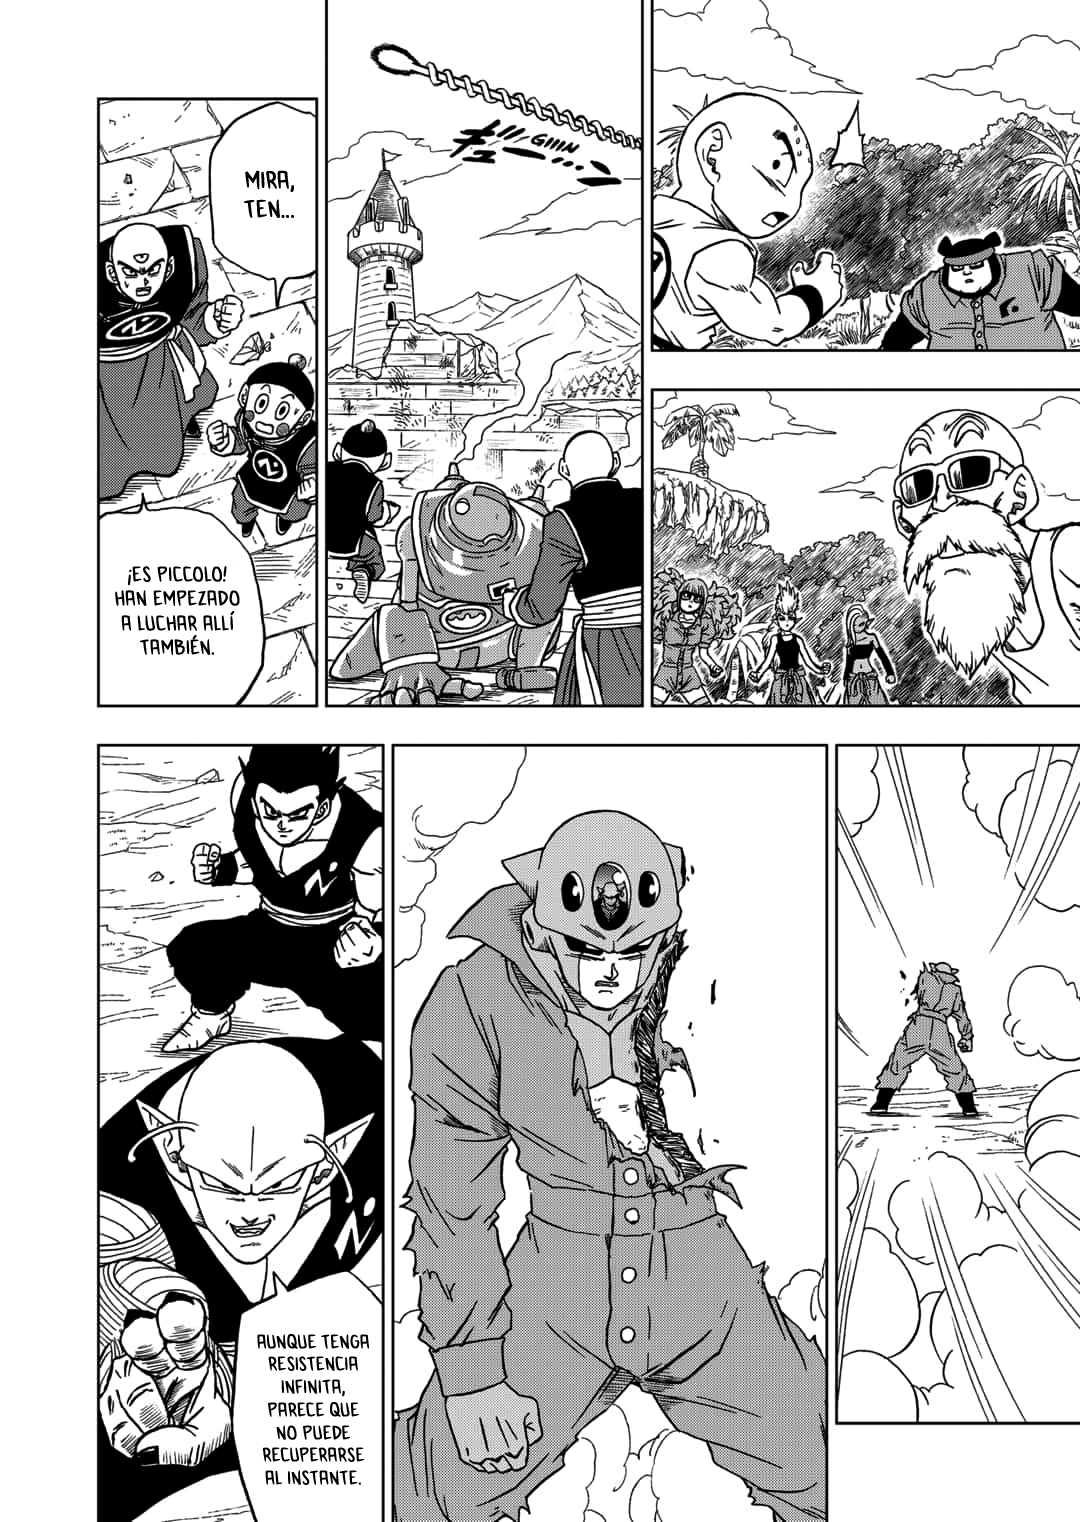 MIRA,
TEN...
¡ES PICCOLO!
HAN EMPEZADO
A LUCHAR ALLÍ
TAMBIÉN.
GIIIN
AUNQUE TENGA
RESISTENCIA
INFINITA,
PARECE QUE
NO PUEDE
RECUPERARSE
AL INSTANTE.